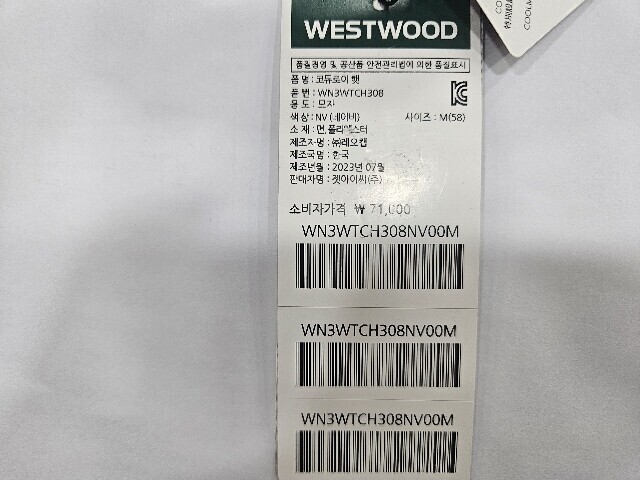 WESTWOOD
품질경영 및 공산품 안전관리법에 의한 품질표시
품 명 : 코듀로이 햇
품 번 : WN3WTCH308
용 도 : 모자
색 상 : NV (네이비) 사이즈 : M(58)
소 재 : 면,폴리에스터
제조자명 : ㈜레오캡
제조국명 : 한국
제조년월 : 2023년 07월
판매자명 : 젯아이씨(주)
소비자가격 ₩ 71,000
WN3WTCH308NV00M
WN3WTCH308NV00M
WN3WTCH308NV00M